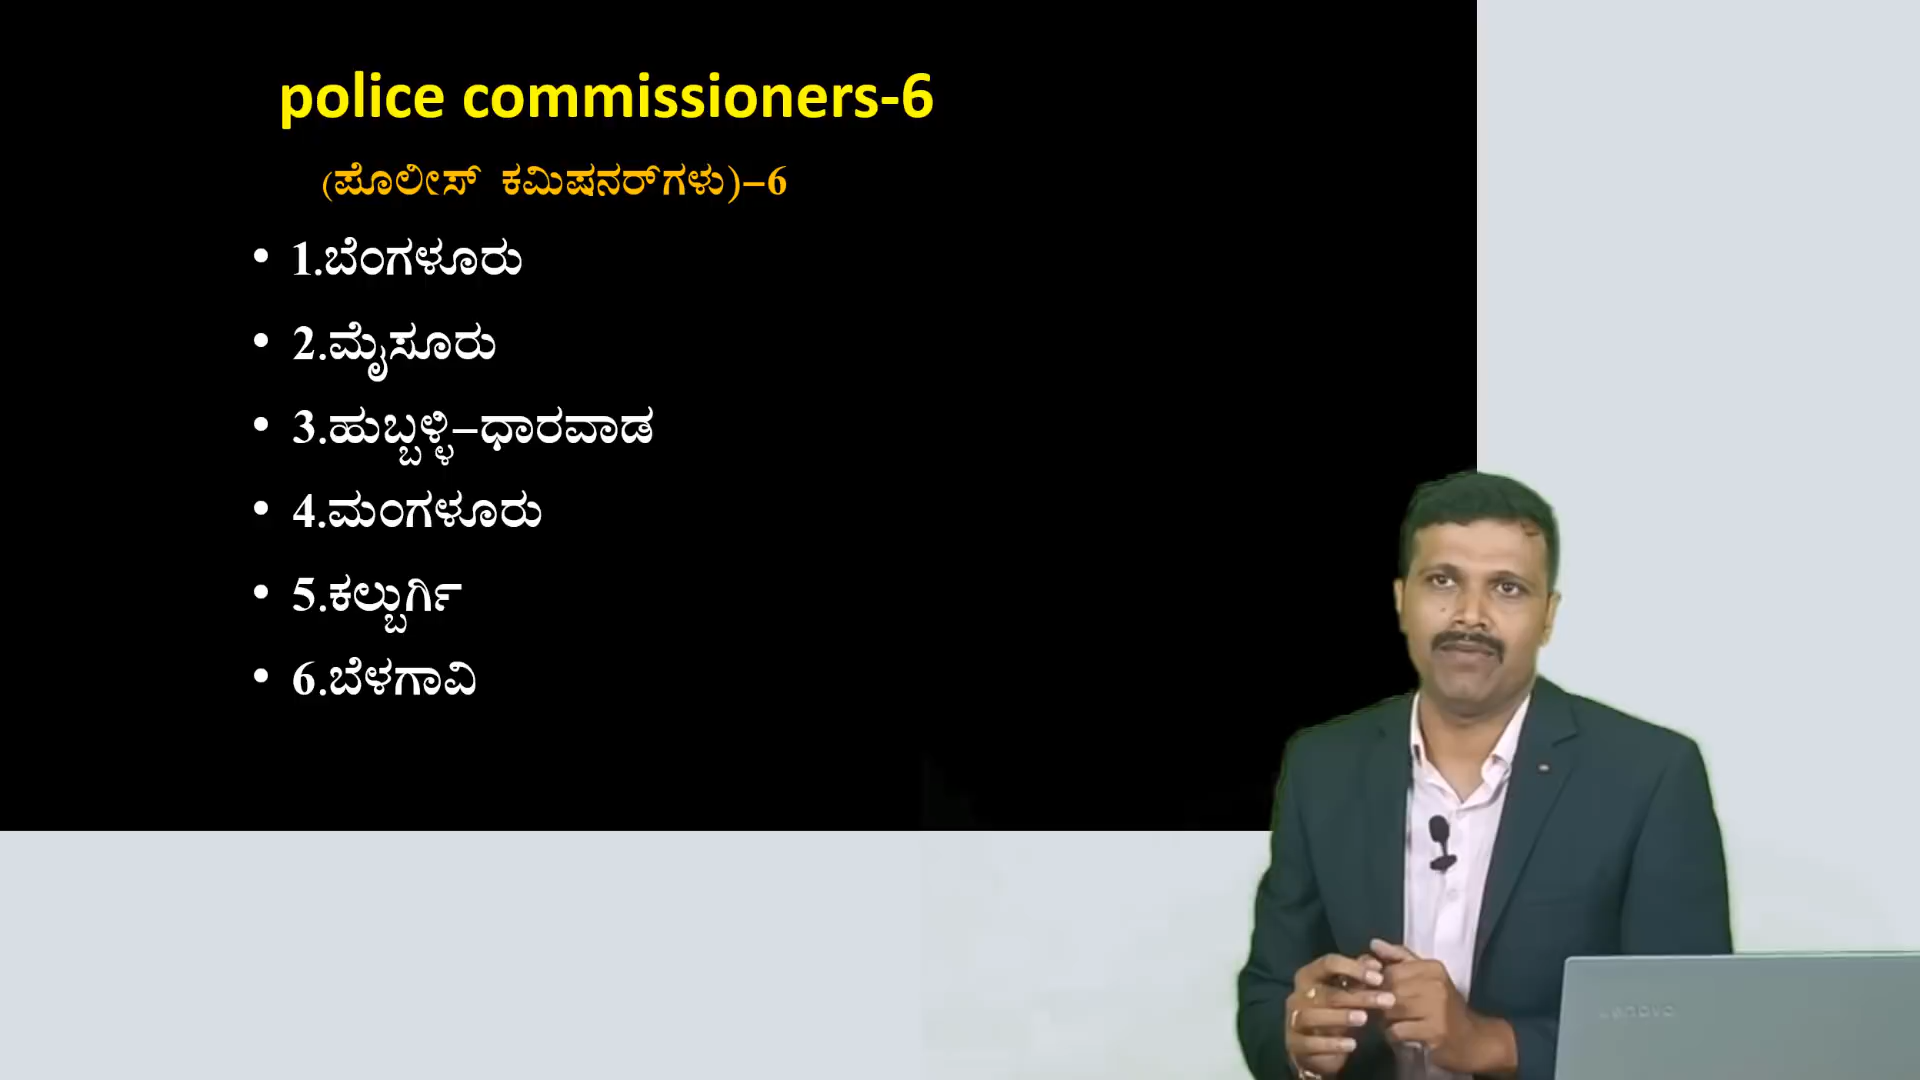 police commissioners-6
(ಪೊಲೀಸ್ ಕಮಿಷನರ್‌ಗಳು)–6
• 1.ಬೆಂಗಳೂರು
• 2.ಮೈಸೂರು
• 3.ಹುಬ್ಬಳ್ಳಿ–ಧಾರವಾಡ
• 4.ಮಂಗಳೂರು
• 5.ಕಲ್ಬುರ್ಗಿ
• 6.ಬೆಳಗಾವಿ
Lenovo